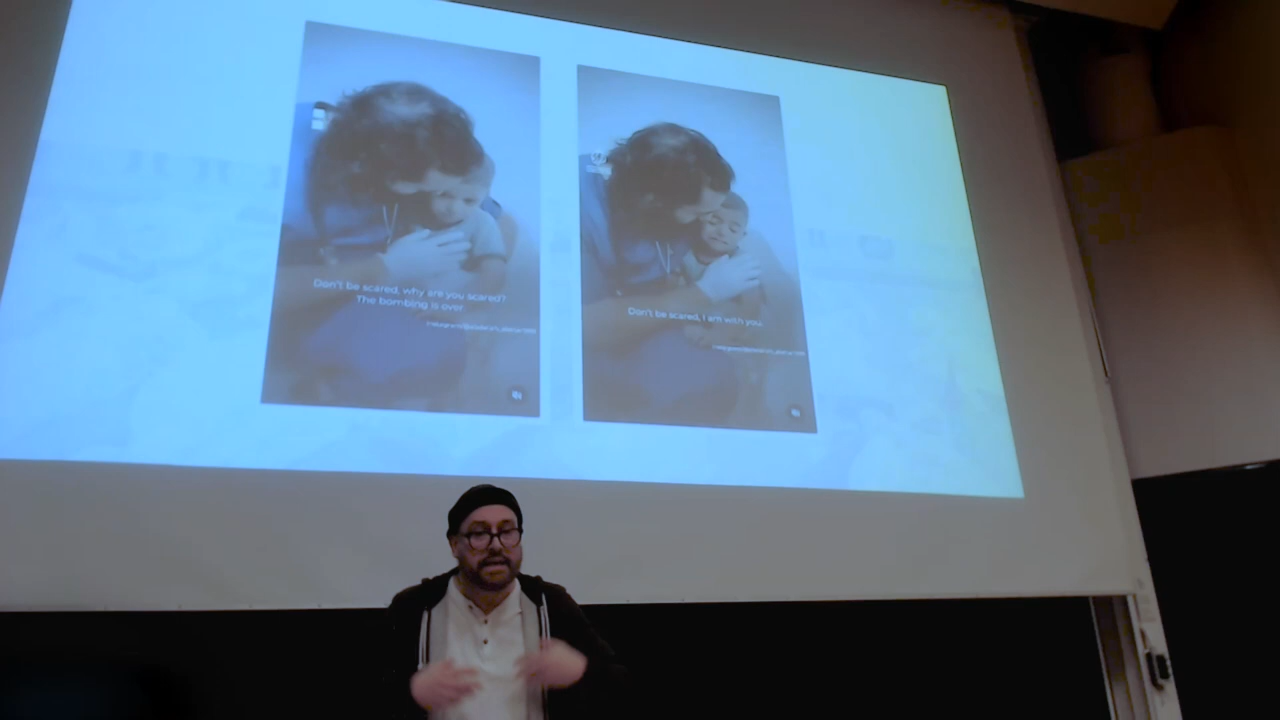 Don't be scared, why are you scared?
The bombing is over
Don't be scared, I am with you.